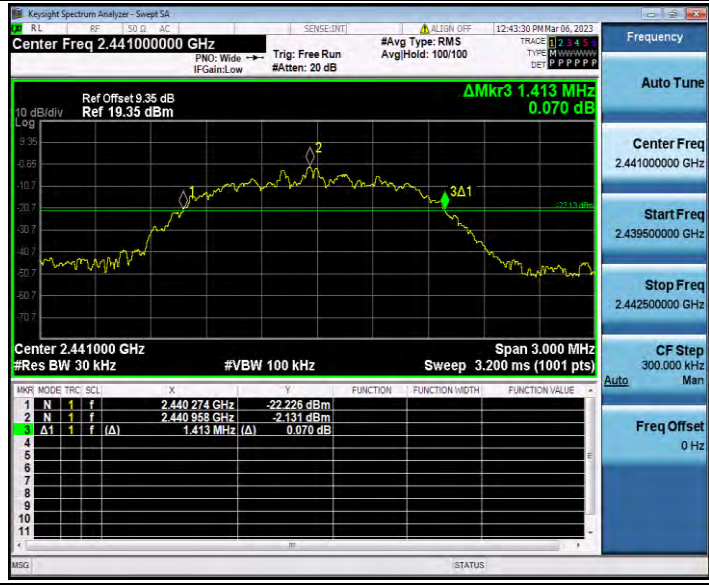 Keysight Spectrum Analyzer - Swept SA
RL RF 50 Ω AC SENSE:INT ALIGN OFF 12:43:30 PM Mar 06, 2023
Center Freq 2.441000000 GHz
#Avg Type: RMS
TRACE 1 2 3 4 5 6
PNO: Wide Trig: Free Run Avg|Hold: 100/100
TYPE M WWWWW
IFGain:Low #Atten: 20 dB
DET P P P P P P
ΔMkr3 1.413 MHz
0.070 dB
Ref Offset 9.35 dB
10 dB/div Ref 19.35 dBm
Log
9.35
-0.65
-10.7
-20.7
-30.7
-40.7
-50.7
-60.7
-70.7
1
2
3Δ1
-22.13 dBm
Center 2.441000 GHz Span 3.000 MHz
#Res BW 30 kHz #VBW 100 kHz Sweep 3.200 ms (1001 pts)
MKR MODE TRC SCL X Y FUNCTION FUNCTION WIDTH FUNCTION VALUE
1 N 1 f 2.440 274 GHz -22.226 dBm
2 N 1 f 2.440 958 GHz -2.131 dBm
3 Δ1 1 f (Δ) 1.413 MHz (Δ) 0.070 dB
4
5
6
7
8
9
10
11
MSG STATUS
Frequency
Auto Tune
Center Freq
2.441000000 GHz
Start Freq
2.439500000 GHz
Stop Freq
2.442500000 GHz
CF Step
300.000 kHz
Auto Man
Freq Offset
0 Hz